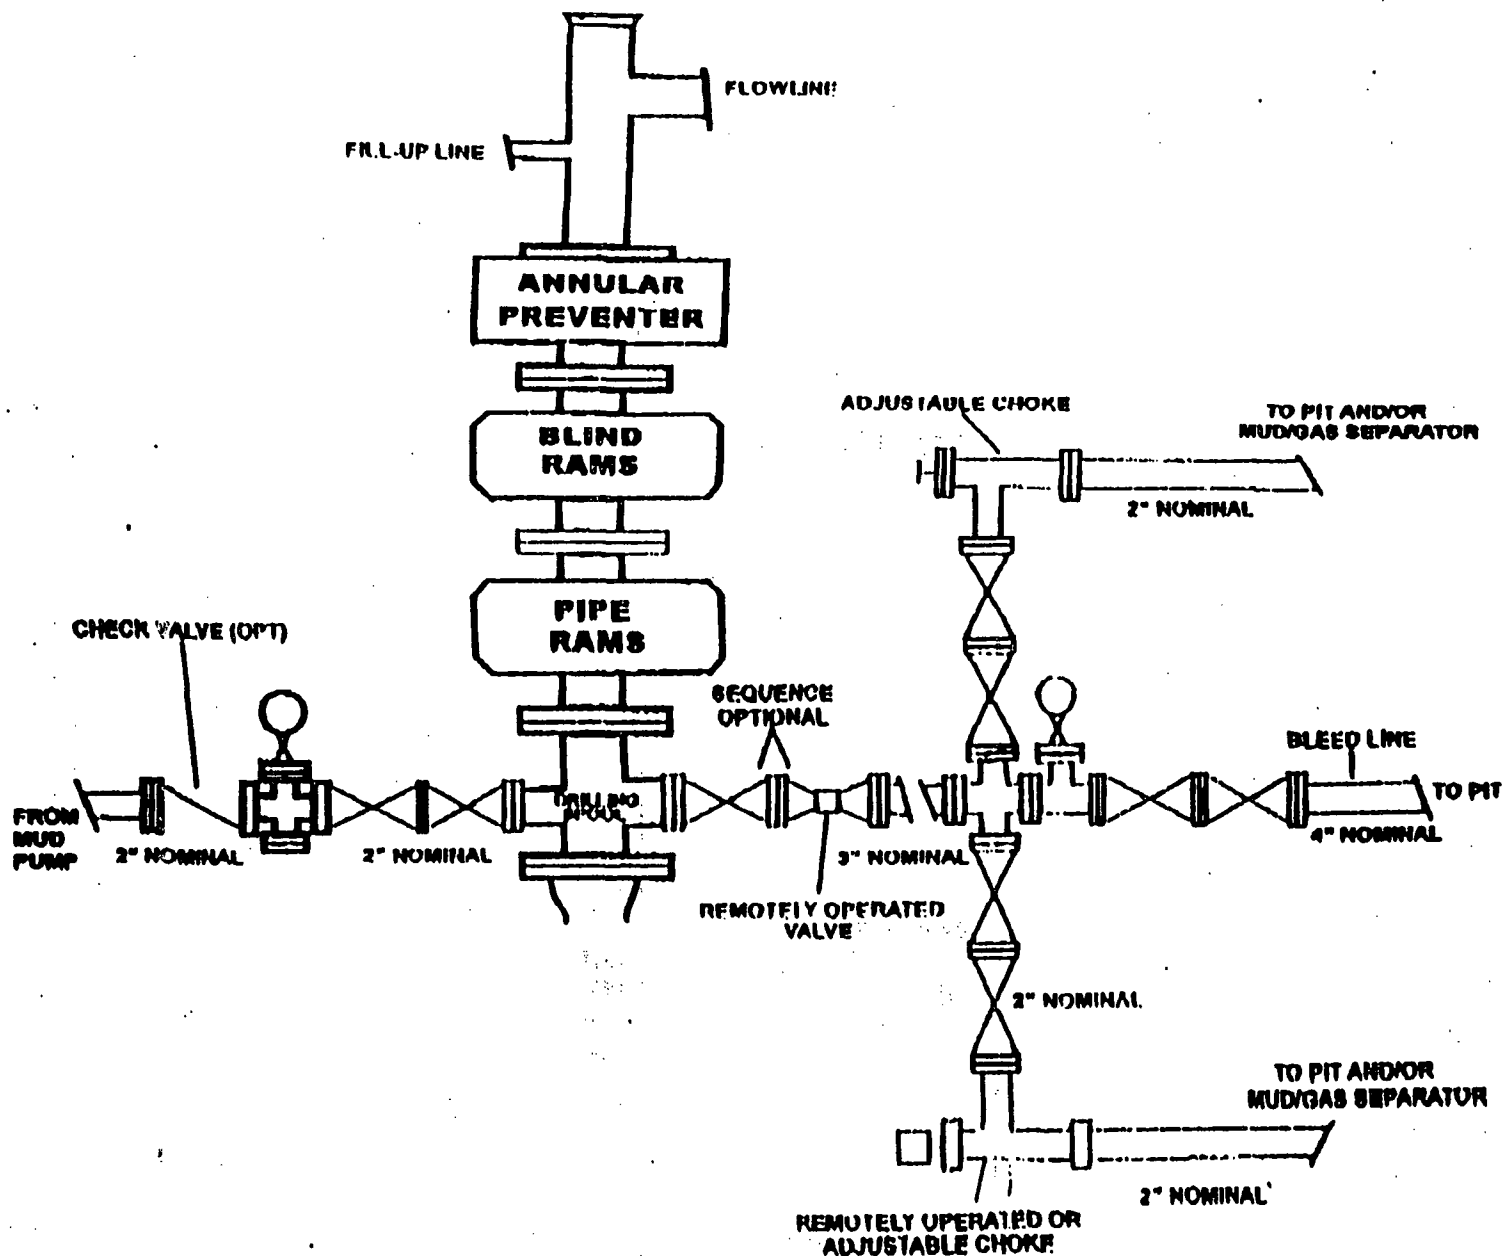 FLOWLINE
FILL-UP LINE
ANNULAR
PREVENTER
BLIND
RAMS
ADJUSTABLE CHOKE
TO PIT AND/OR
MUD/GAS SEPARATOR
2" NOMINAL
PIPE
RAMS
CHECK VALVE (OPT)
SEQUENCE
OPTIONAL
BLEED LINE
TO PIT
4" NOMINAL
DRILLING
SPOOL
FROM
MUD
PUMP
2" NOMINAL
2" NOMINAL
3" NOMINAL
REMOTELY OPERATED
VALVE
2" NOMINAL
TO PIT AND/OR
MUD/GAS SEPARATOR
2" NOMINAL
REMOTELY OPERATED OR
ADJUSTABLE CHOKE